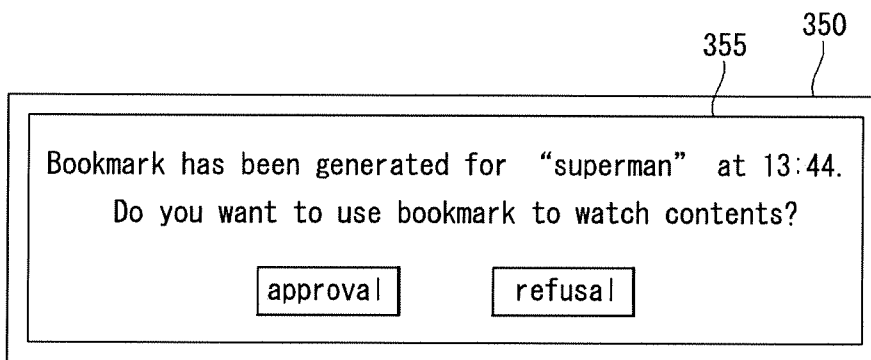 350
355
Bookmark has been generated for “superman” at 13:44.
Do you want to use bookmark to watch contents?
approval refusal